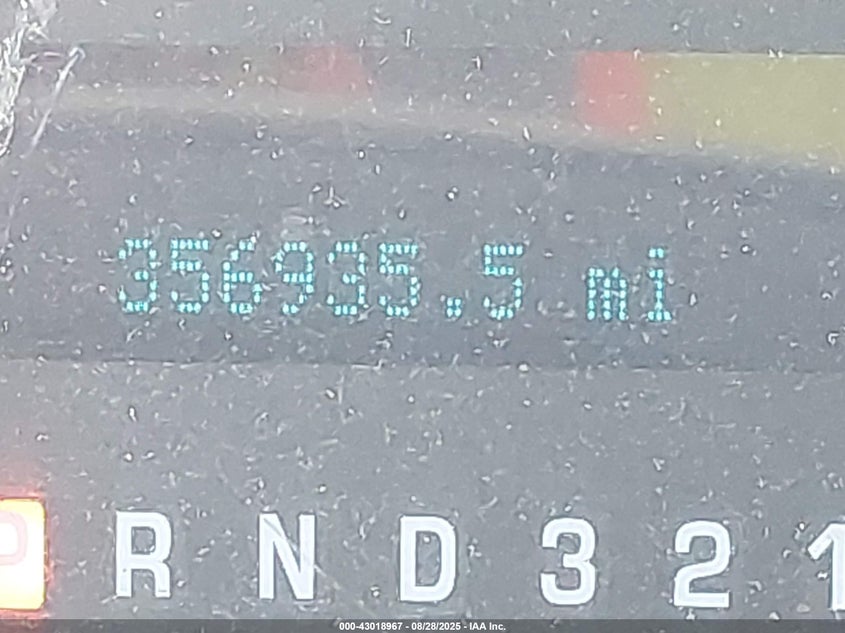 356935.5 mi
P R N D 3 2 1
000-43018967 - 08/28/2025 - IAA Inc.